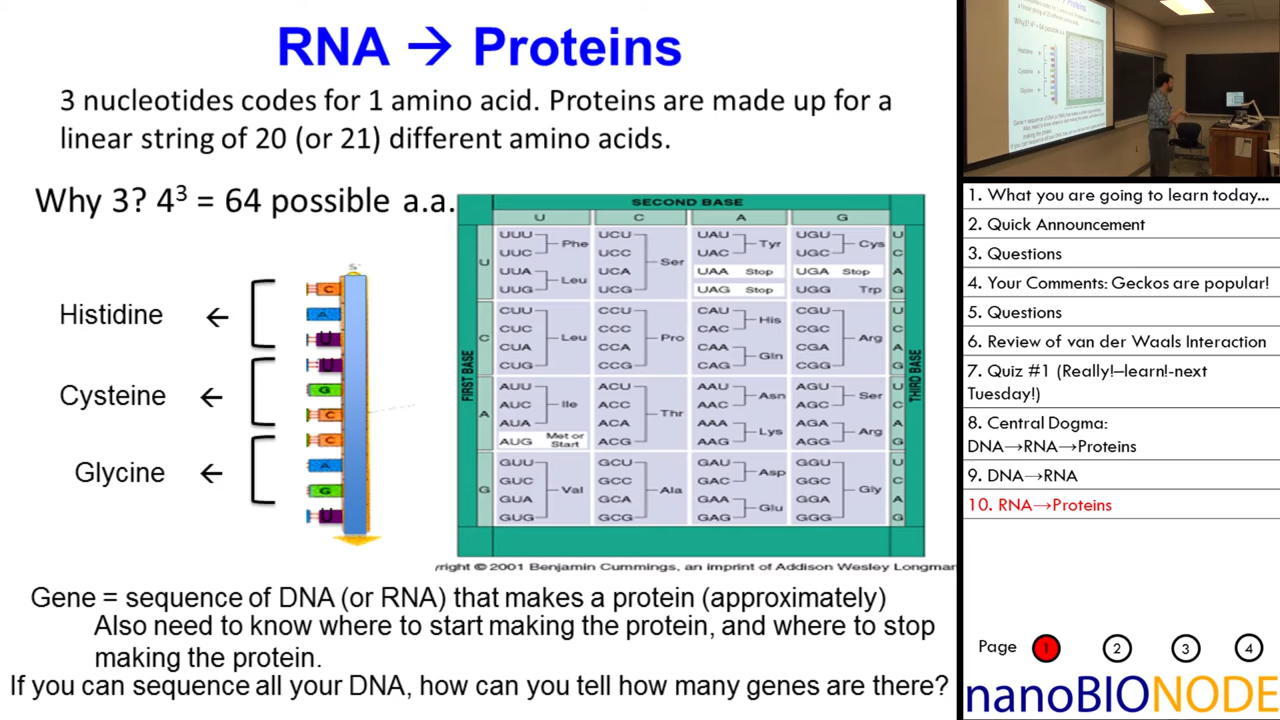 RNA → Proteins
3 nucleotides codes for 1 amino acid. Proteins are made up for a
linear string of 20 (or 21) different amino acids.
Why 3? 4³ = 64 possible a.a.
Histidine ←
Cysteine ←
Glycine ←
5'
C
A
U
U
G
C
C
A
G
U
SECOND BASE
U C A G
FIRST BASE
THIRD BASE
U
UUU UCU UAU UGU U
Phe Tyr Cys
UUC UCC UAC UGC C
Ser
UUA UCA UAA Stop UGA Stop A
Leu
UUG UCG UAG Stop UGG Trp G
C
CUU CCU CAU CGU U
His
CUC CCC CAC CGC C
Leu Pro Arg
CUA CCA CAA CGA A
Gln
CUG CCG CAG CGG G
A
AUU ACU AAU AGU U
Ile Asn Ser
AUC ACC AAC AGC C
Thr
AUA ACA AAA AGA A
Lys Arg
AUG Met or Start ACG AAG AGG G
G
GUU GCU GAU GGU U
Asp
GUC GCC GAC GGC C
Val Ala Gly
GUA GCA GAA GGA A
Glu
GUG GCG GAG GGG G
right © 2001 Benjamin Cummings, an imprint of Addison Wesley Longman
Gene = sequence of DNA (or RNA) that makes a protein (approximately)
Also need to know where to start making the protein, and where to stop
making the protein.
If you can sequence all your DNA, how can you tell how many genes are there?
1. What you are going to learn today...
2. Quick Announcement
3. Questions
4. Your Comments: Geckos are popular!
5. Questions
6. Review of van der Waals Interaction
7. Quiz #1 (Really!–learn!-next
Tuesday!)
8. Central Dogma:
DNA→RNA→Proteins
9. DNA→RNA
10. RNA→Proteins
Page 1 2 3 4
nanoBIONODE